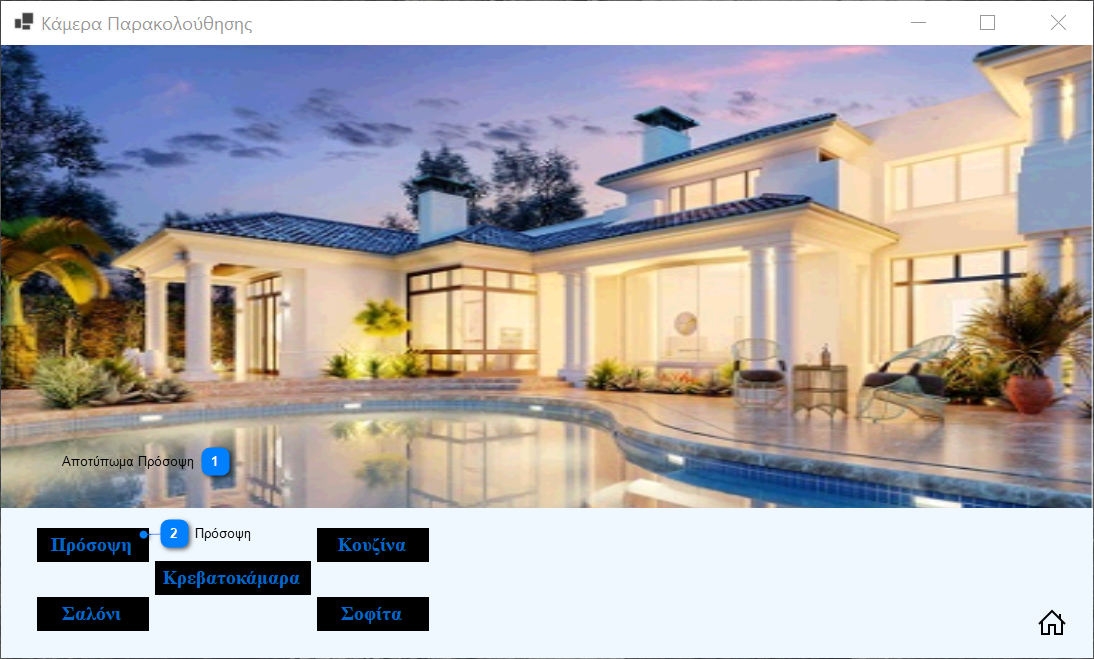 Κάμερα Παρακολούθησης
Αποτύπωμα Πρόσοψη 1
2 Πρόσοψη
Πρόσοψη
Κουζίνα
Κρεβατοκάμαρα
Σαλόνι
Σοφίτα